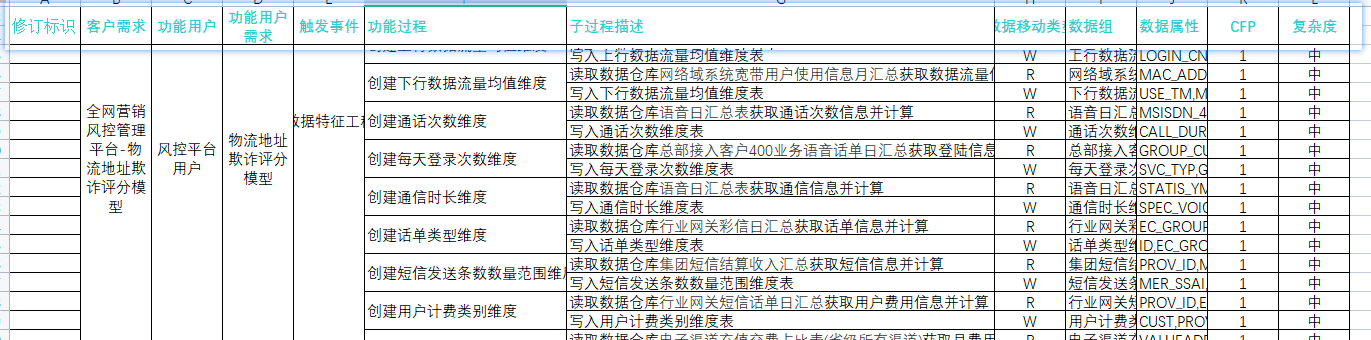 修订标识 客户需求 功能用户 功能用户需求 触发事件 功能过程 子过程描述 数据移动类 数据组 数据属性 CFP 复杂度
写入上行数据流量均值维度表 W 上行数据流 LOGIN_CN 1 中
创建下行数据流量均值维度 读取数据仓库网络域系统宽带用户使用信息月汇总获取数据流量 R 网络域系统 MAC_ADD 1 中
写入下行数据流量均值维度表 W 下行数据流 USE_TM,M 1 中
全网营销风控管理平台-物流地址欺诈评分模型 风控平台用户 物流地址欺诈评分模型 数据特征工程
创建通话次数维度 读取数据仓库语音日汇总表获取通话次数信息并计算 R 语音日汇总 MSISDN_4 1 中
写入通话次数维度表 W 通话次数维 CALL_DUR 1 中
创建每天登录次数维度 读取数据仓库总部接入客户400业务语音话单日汇总获取登陆信息 R 总部接入客 GROUP_CU 1 中
写入每天登录次数维度表 W 每天登录次 SVC_TYP,G 1 中
创建通信时长维度 读取数据仓库语音日汇总表获取通信信息并计算 R 语音日汇总 STATIS_YM 1 中
写入通信时长维度表 W 通信时长维 SPEC_VOIC 1 中
创建话单类型维度 读取数据仓库行业网关彩信日汇总获取话单信息并计算 R 行业网关彩 EC_GROUP 1 中
写入话单类型维度表 W 话单类型维 ID,EC_GRO 1 中
创建短信发送条数数量范围维度 读取数据仓库集团短信结算收入汇总获取短信信息并计算 R 集团短信结 PROV_ID,M 1 中
写入短信发送条数数量范围维度表 W 短信发送条 MER_SSAI, 1 中
创建用户计费类别维度 读取数据仓库行业网关短信话单日汇总获取用户费用信息并计算 R 行业网关短 PROV_ID,E 1 中
写入用户计费类别维度表 W 用户计费类 CUST,PROV 1 中